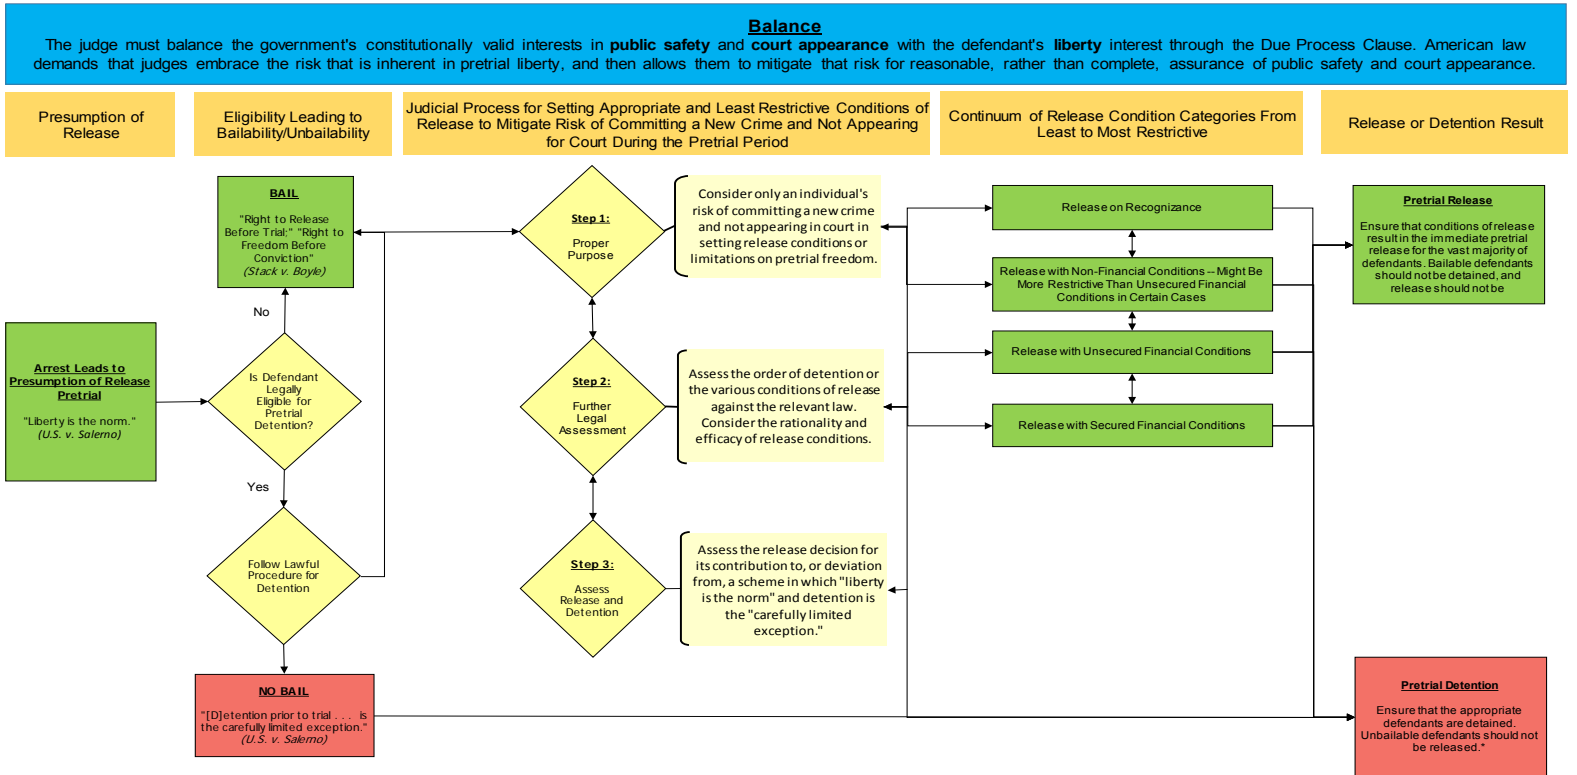 Balance
The judge must balance the government's constitutionally valid interests in public safety and court appearance with the defendant's liberty interest through the Due Process Clause. American law
demands that judges embrace the risk that is inherent in pretrial liberty, and then allows them to mitigate that risk for reasonable, rather than complete, assurance of public safety and court appearance.
Presumption of
Release
Eligibility Leading to
Bailability/Unbailability
Judicial Process for Setting Appropriate and Least Restrictive Conditions of
Release to Mitigate Risk of Committing a New Crime and Not Appearing
for Court During the Pretrial Period
Continuum of Release Condition Categories From
Least to Most Restrictive
Release or Detention Result
Arrest Leads to
Presumption of Release
Pretrial
"Liberty is the norm."
(U.S. v. Salerno)
BAIL
"Right to Release
Before Trial;" "Right to
Freedom Before
Conviction"
(Stack v. Boyle)
No
Is Defendant
Legally
Eligible for
Pretrial
Detention?
Yes
Follow Lawful
Procedure for
Detention
NO BAIL
"[D]etention prior to trial . . . is
the carefully limited exception."
(U.S. v. Salerno)
Step 1:
Proper
Purpose
Consider only an individual's
risk of committing a new crime
and not appearing in court in
setting release conditions or
limitations on pretrial freedom.
Step 2:
Further
Legal
Assessment
Assess the order of detention or
the various conditions of release
against the relevant law.
Consider the rationality and
efficacy of release conditions.
Step 3:
Assess
Release and
Detention
Assess the release decision for
its contribution to, or deviation
from, a scheme in which "liberty
is the norm" and detention is
the "carefully limited
exception."
Release on Recognizance
Release with Non-Financial Conditions -- Might Be
More Restrictive Than Unsecured Financial
Conditions in Certain Cases
Release with Unsecured Financial Conditions
Release with Secured Financial Conditions
Pretrial Release
Ensure that conditions of release
result in the immediate pretrial
release for the vast majority of
defendants. Bailable defendants
should not be detained, and
release should not be
Pretrial Detention
Ensure that the appropriate
defendants are detained.
Unbailable defendants should not
be released.*